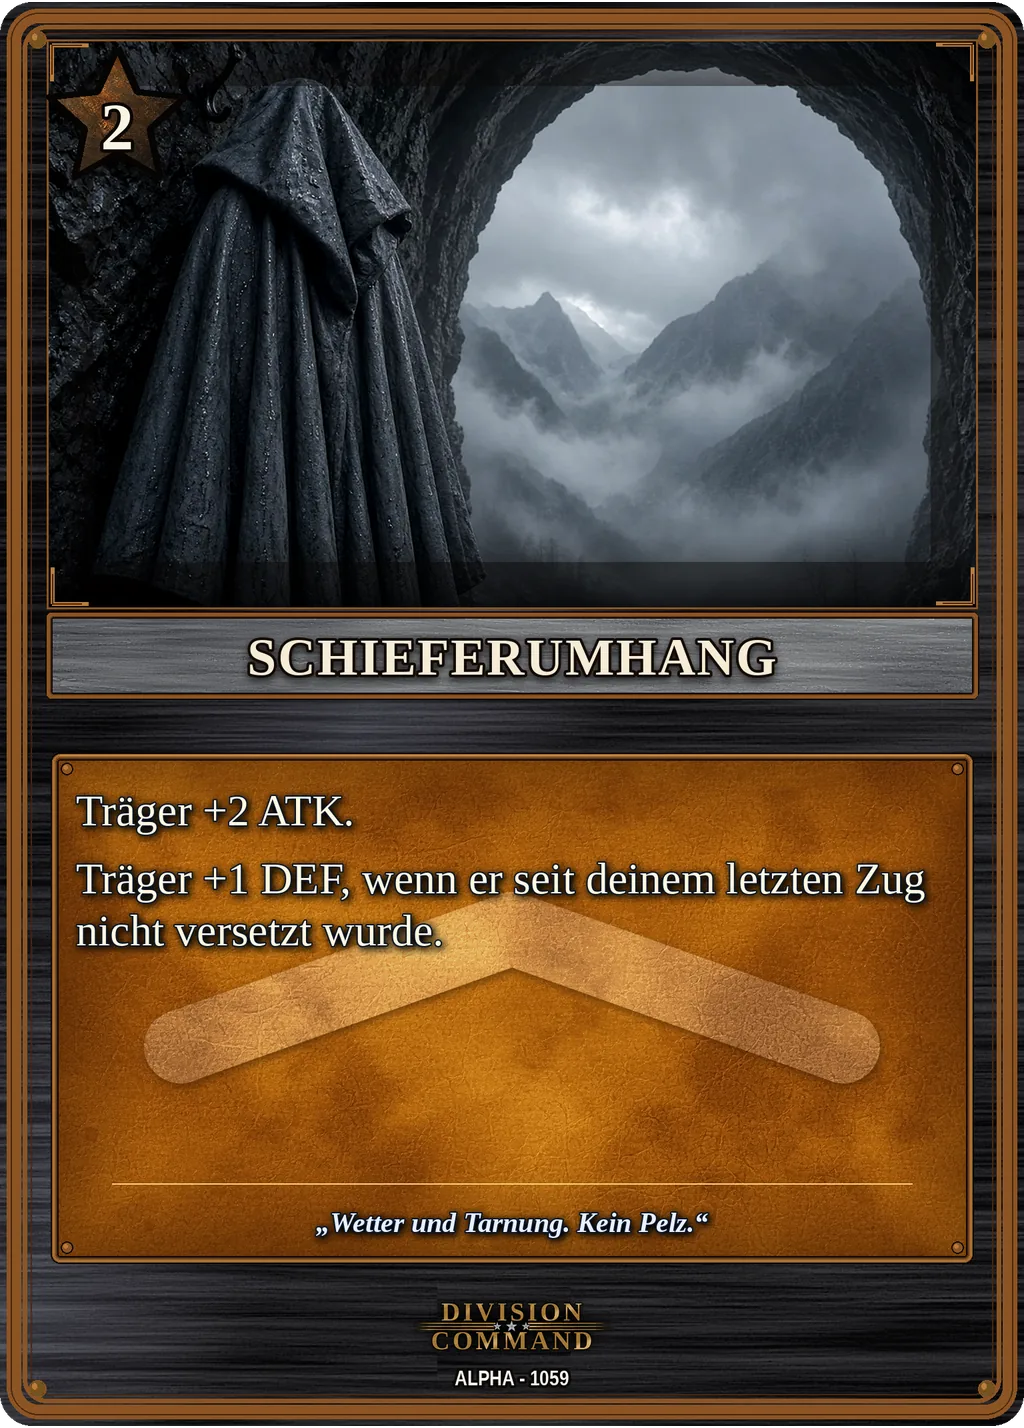 2
SCHIEFERUMHANG
Träger +2 ATK.
Träger +1 DEF, wenn er seit deinem letzten Zug
nicht versetzt wurde.
„Wetter und Tarnung. Kein Pelz.“
DIVISION
COMMAND
ALPHA - 1059